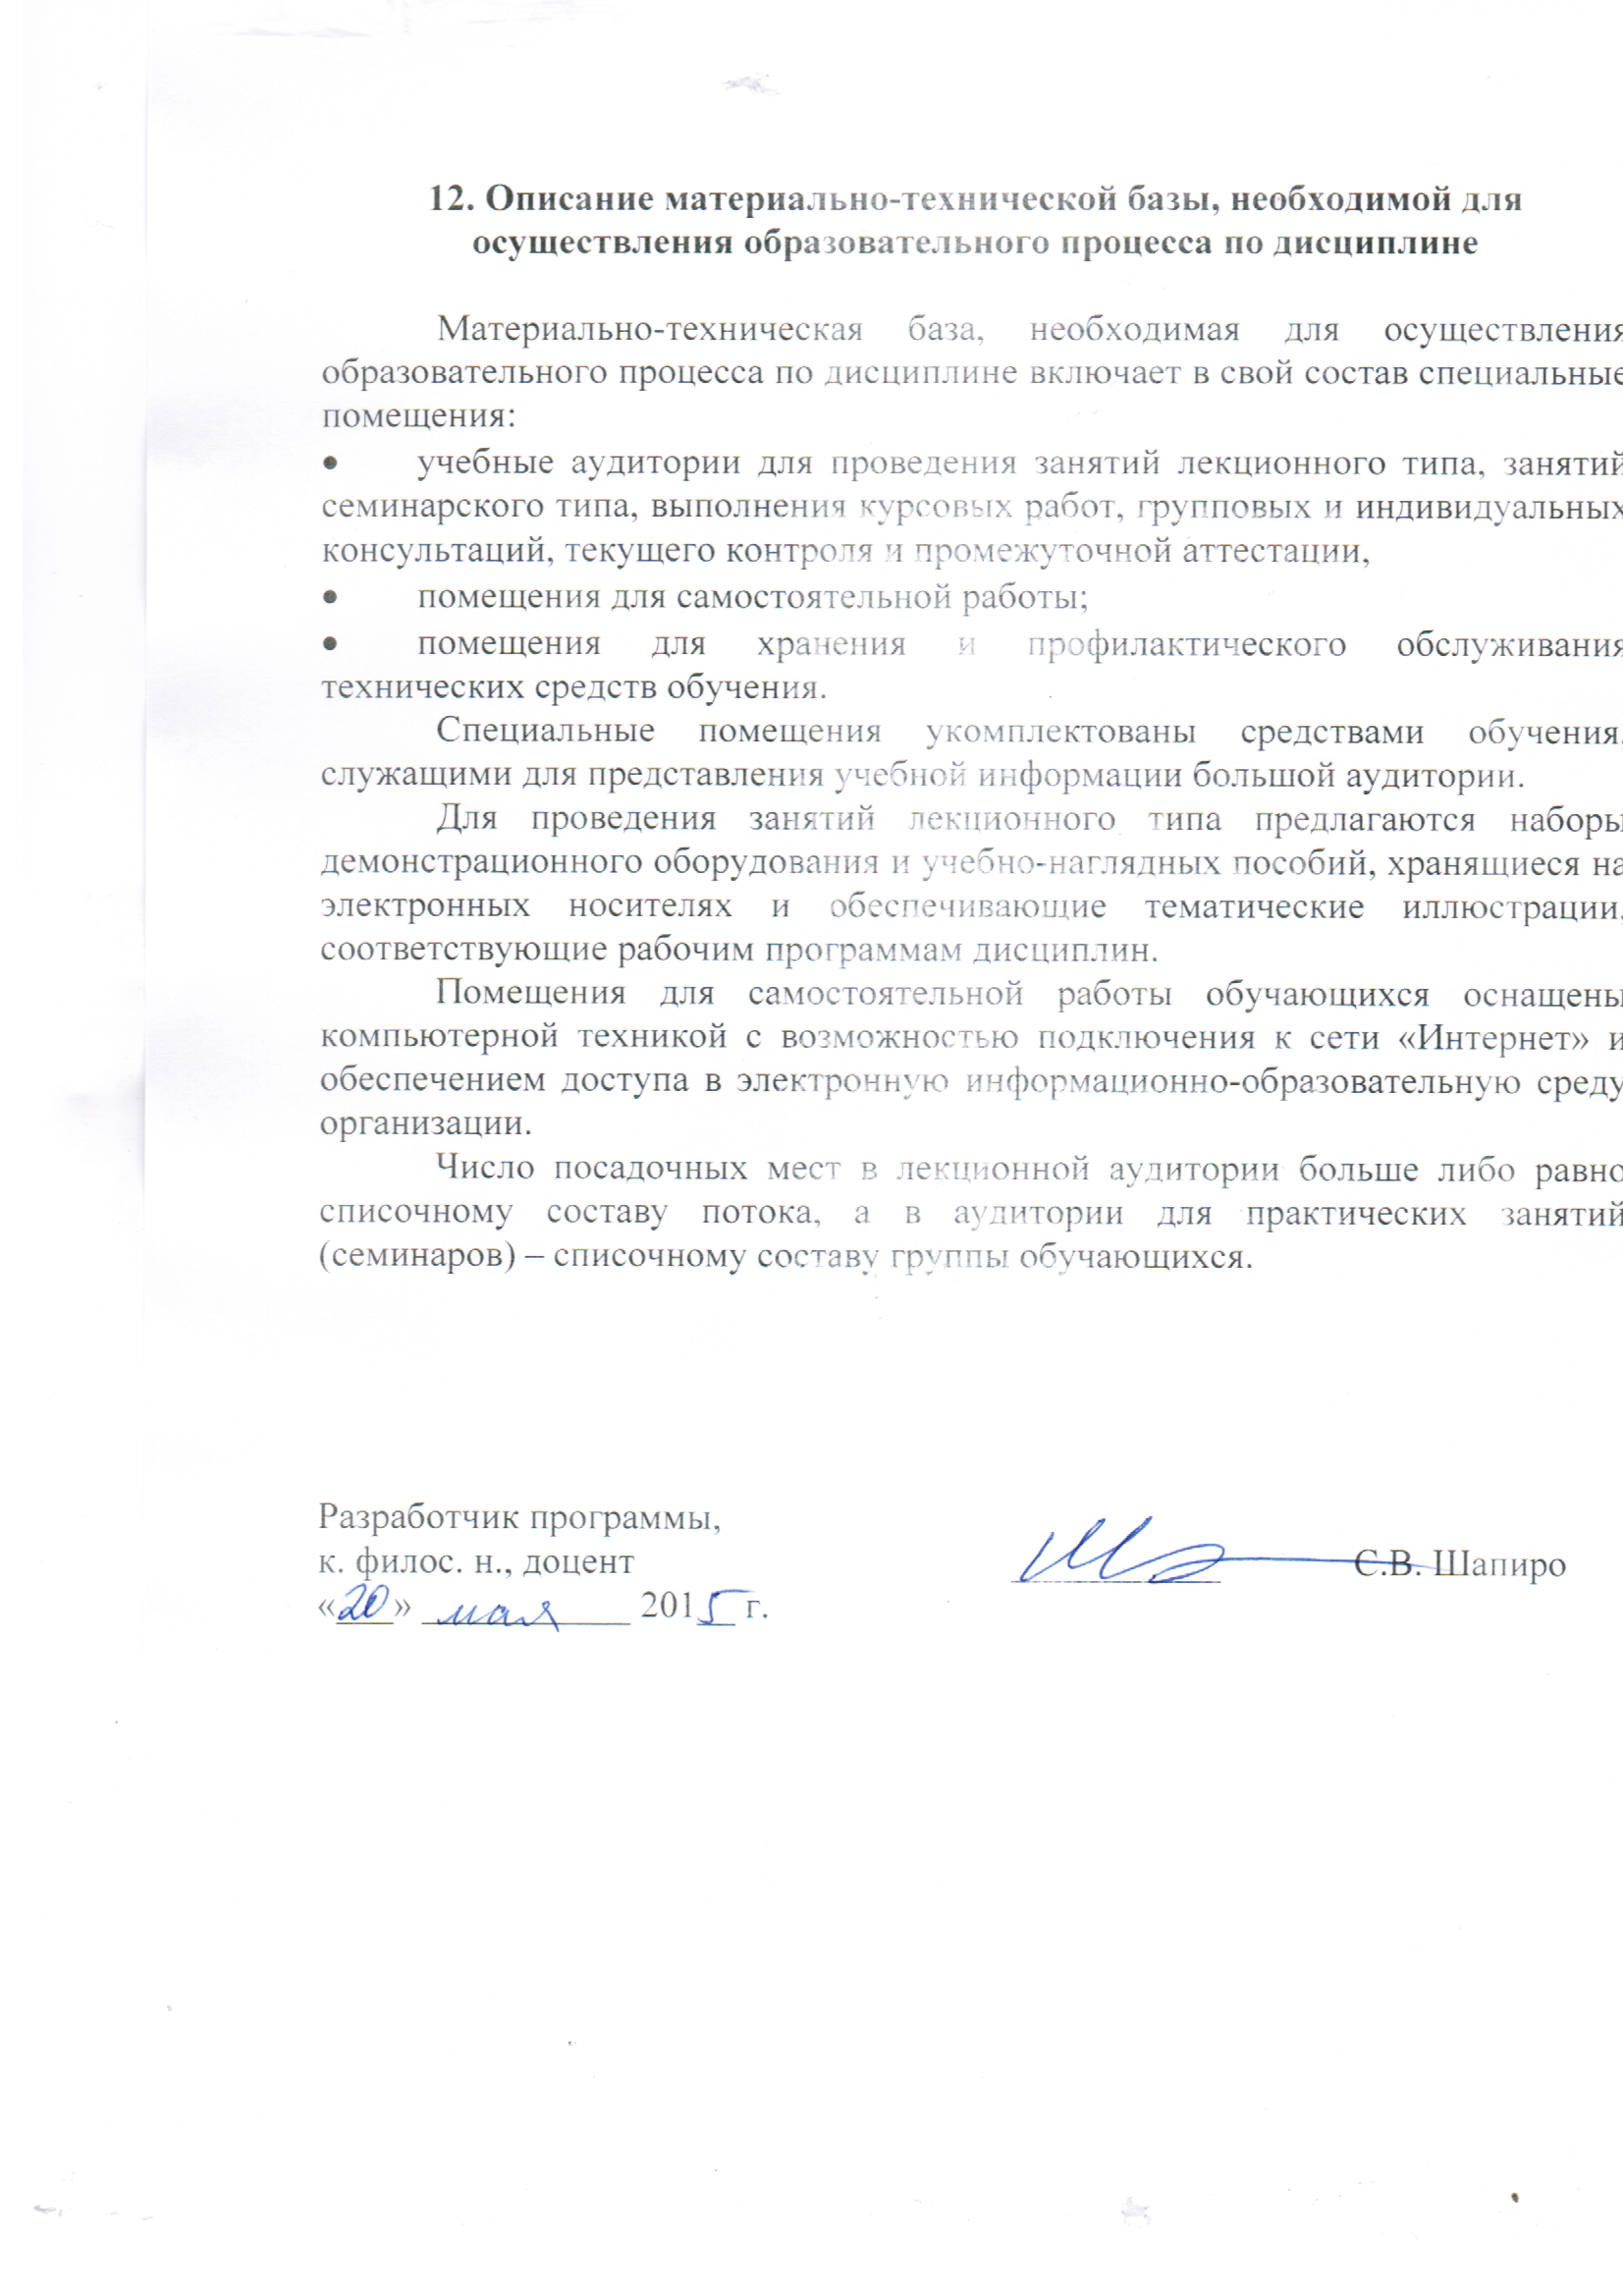 12. Описание материально-технической базы, необходимой для
осуществления образовательного процесса по дисциплине
Материально-техническая база, необходимая для осуществления
образовательного процесса по дисциплине включает в свой состав специальные
помещения:
• учебные аудитории для проведения занятий лекционного типа, занятий
семинарского типа, выполнения курсовых работ, групповых и индивидуальных
консультаций, текущего контроля и промежуточной аттестации,
• помещения для самостоятельной работы;
• помещения для хранения и профилактического обслуживания
технических средств обучения.
Специальные помещения укомплектованы средствами обучения,
служащими для представления учебной информации большой аудитории.
Для проведения занятий лекционного типа предлагаются наборы
демонстрационного оборудования и учебно-наглядных пособий, хранящиеся на
электронных носителях и обеспечивающие тематические иллюстрации,
соответствующие рабочим программам дисциплин.
Помещения для самостоятельной работы обучающихся оснащены
компьютерной техникой с возможностью подключения к сети «Интернет» и
обеспечением доступа в электронную информационно-образовательную среду
организации.
Число посадочных мест в лекционной аудитории больше либо равно
списочному составу потока, а в аудитории для практических занятий
(семинаров) – списочному составу группы обучающихся.
Разработчик программы,
к. филос. н., доцент С.В. Шапиро
«20» мая 2015 г.